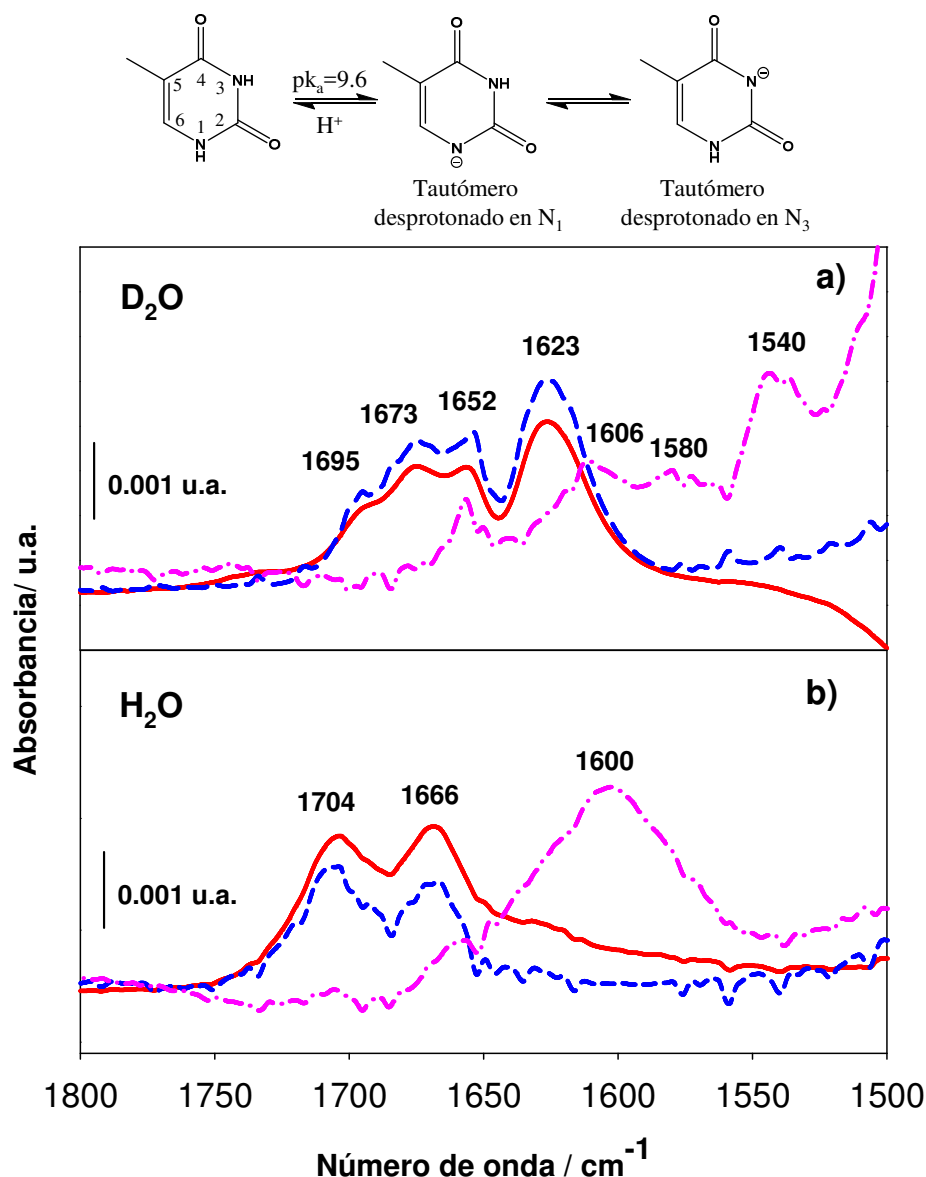 O
O
O
4
NH
pkₐ=9.6
NH
N⊖
5
3
6
1
2
H⁺
N
H
O
N
⊖
O
N
H
O
Tautómero
desprotonado en N₁
Tautómero
desprotonado en N₃
D₂O
a)
1623
1540
1673
1652
1606
1580
1695
0.001 u.a.
H₂O
b)
1600
1704
1666
0.001 u.a.
Absorbancia/ u.a.
1800
1750
1700
1650
1600
1550
1500
Número de onda / cm⁻¹